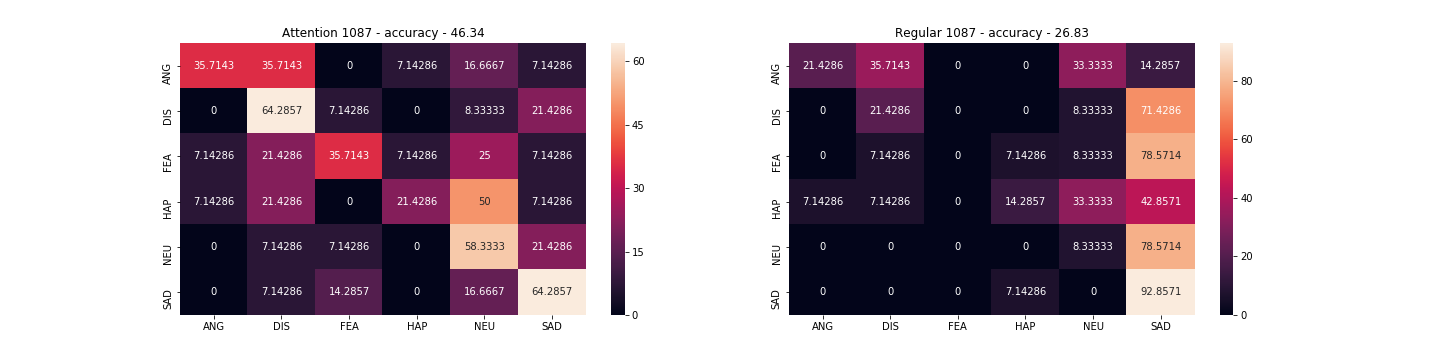 Attention 1087 - accuracy - 46.34
ANG 35.7143 35.7143 0 7.14286 16.6667 7.14286
DIS 0 64.2857 7.14286 0 8.33333 21.4286
FEA 7.14286 21.4286 35.7143 7.14286 25 7.14286
HAP 7.14286 21.4286 0 21.4286 50 7.14286
NEU 0 7.14286 7.14286 0 58.3333 21.4286
SAD 0 7.14286 14.2857 0 16.6667 64.2857
ANG DIS FEA HAP NEU SAD
60
45
30
15
0
Regular 1087 - accuracy - 26.83
ANG 21.4286 35.7143 0 0 33.3333 14.2857
DIS 0 21.4286 0 0 8.33333 71.4286
FEA 0 7.14286 0 7.14286 8.33333 78.5714
HAP 7.14286 7.14286 0 14.2857 33.3333 42.8571
NEU 0 0 0 0 8.33333 78.5714
SAD 0 0 0 7.14286 0 92.8571
ANG DIS FEA HAP NEU SAD
80
60
40
20
0